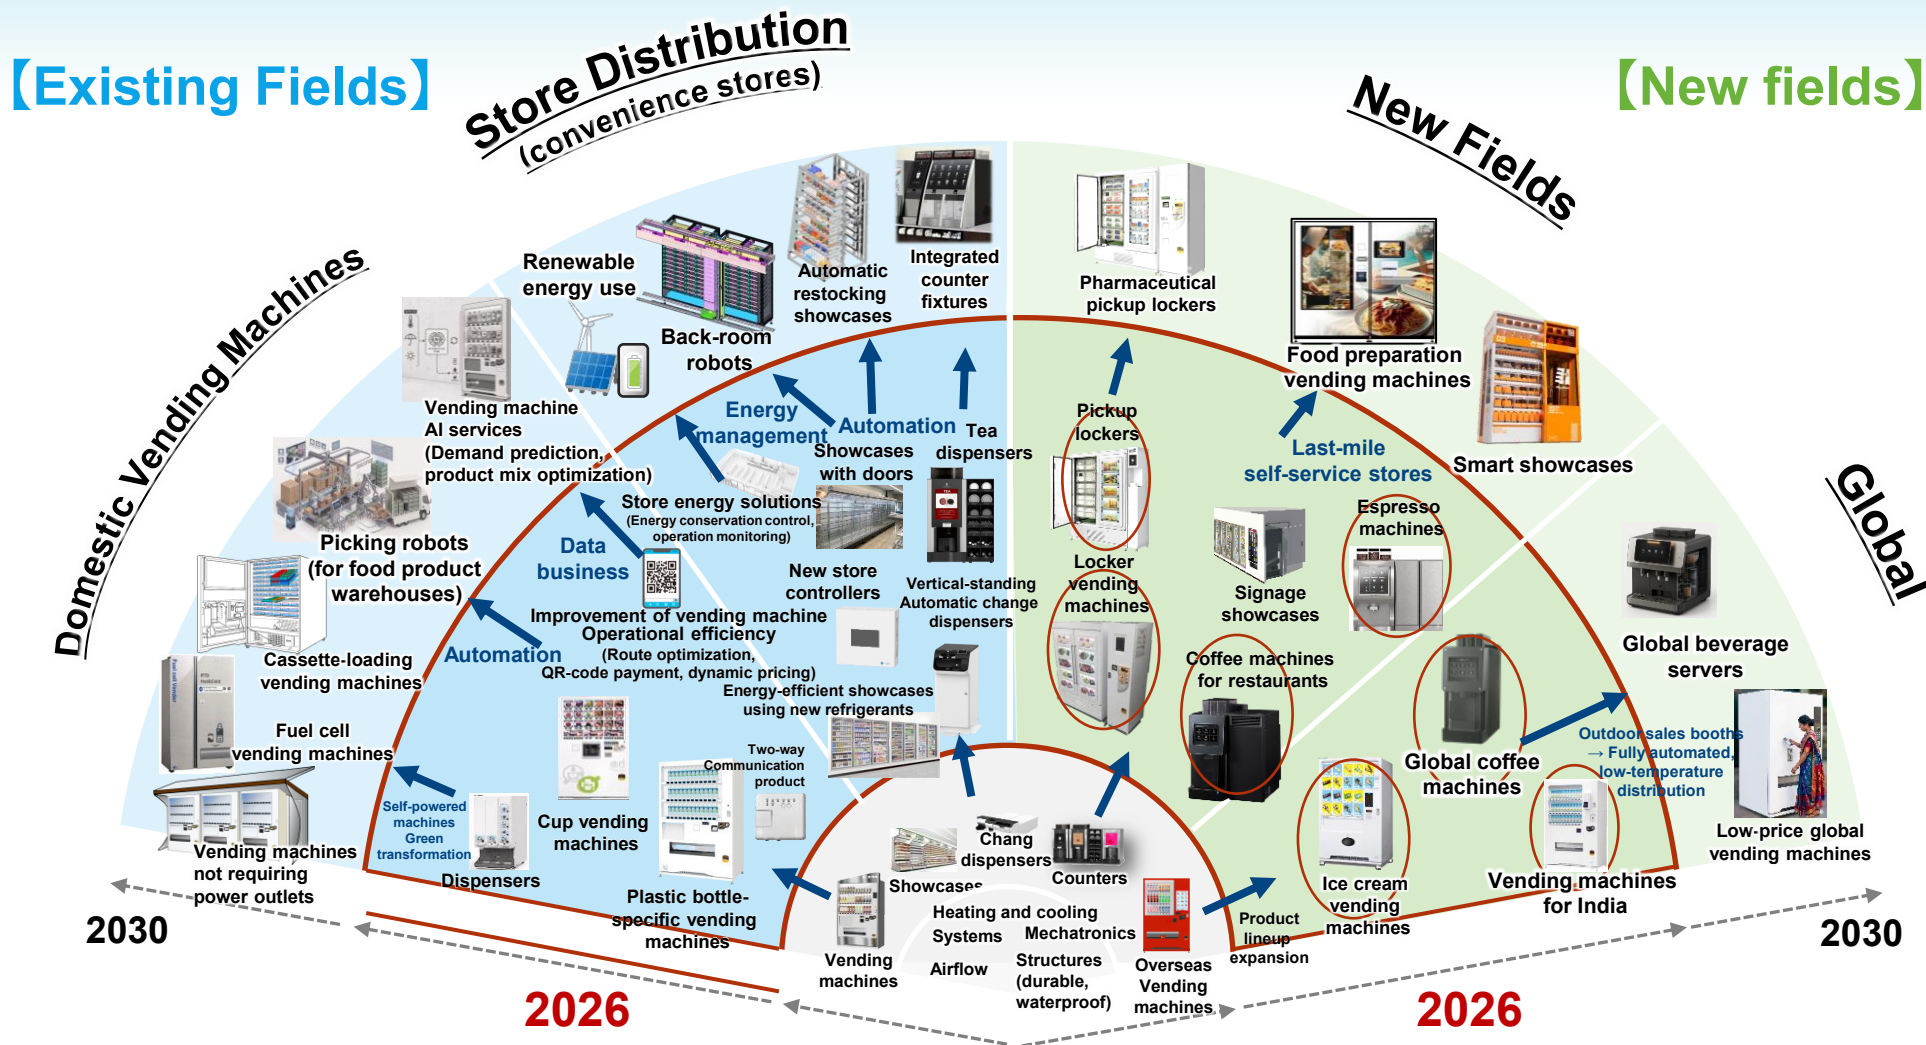 【Existing Fields】
Store Distribution
(convenience stores)
New Fields
【New fields】
Domestic Vending Machines
Global
Renewable
energy use
Back-room
robots
Automatic
restocking
showcases
Integrated
counter
fixtures
Pharmaceutical
pickup lockers
Food preparation
vending machines
Smart showcases
Vending machine
AI services
(Demand prediction,
product mix optimization)
Picking robots
(for food product
warehouses)
Cassette-loading
vending machines
Fuel cell
vending machines
Vending machines
not requiring
power outlets
Energy
management
Automation
Showcases
with doors
Tea
dispensers
Store energy solutions
(Energy conservation control,
operation monitoring)
Data
business
Improvement of vending machine
Operational efficiency
(Route optimization,
QR-code payment, dynamic pricing)
Automation
New store
controllers
Vertical-standing
Automatic change
dispensers
Energy-efficient showcases
using new refrigerants
Two-way
Communication
product
Self-powered
machines
Green
transformation
Dispensers
Cup vending
machines
Plastic bottle-
specific vending
machines
Pickup
lockers
Locker
vending
machines
Last-mile
self-service stores
Signage
showcases
Espresso
machines
Coffee machines
for restaurants
Global coffee
machines
Global beverage
servers
Outdoor sales booths
→ Fully automated,
low-temperature
distribution
Low-price global
vending machines
Ice cream
vending
machines
Vending machines
for India
Product
lineup
expansion
Vending
machines
Showcases
Chang
dispensers
Counters
Overseas
Vending
machines
Heating and cooling
Systems
Mechatronics
Airflow
Structures
(durable,
waterproof)
2030
2026
2026
2030
Fuel cell Vender
TEA